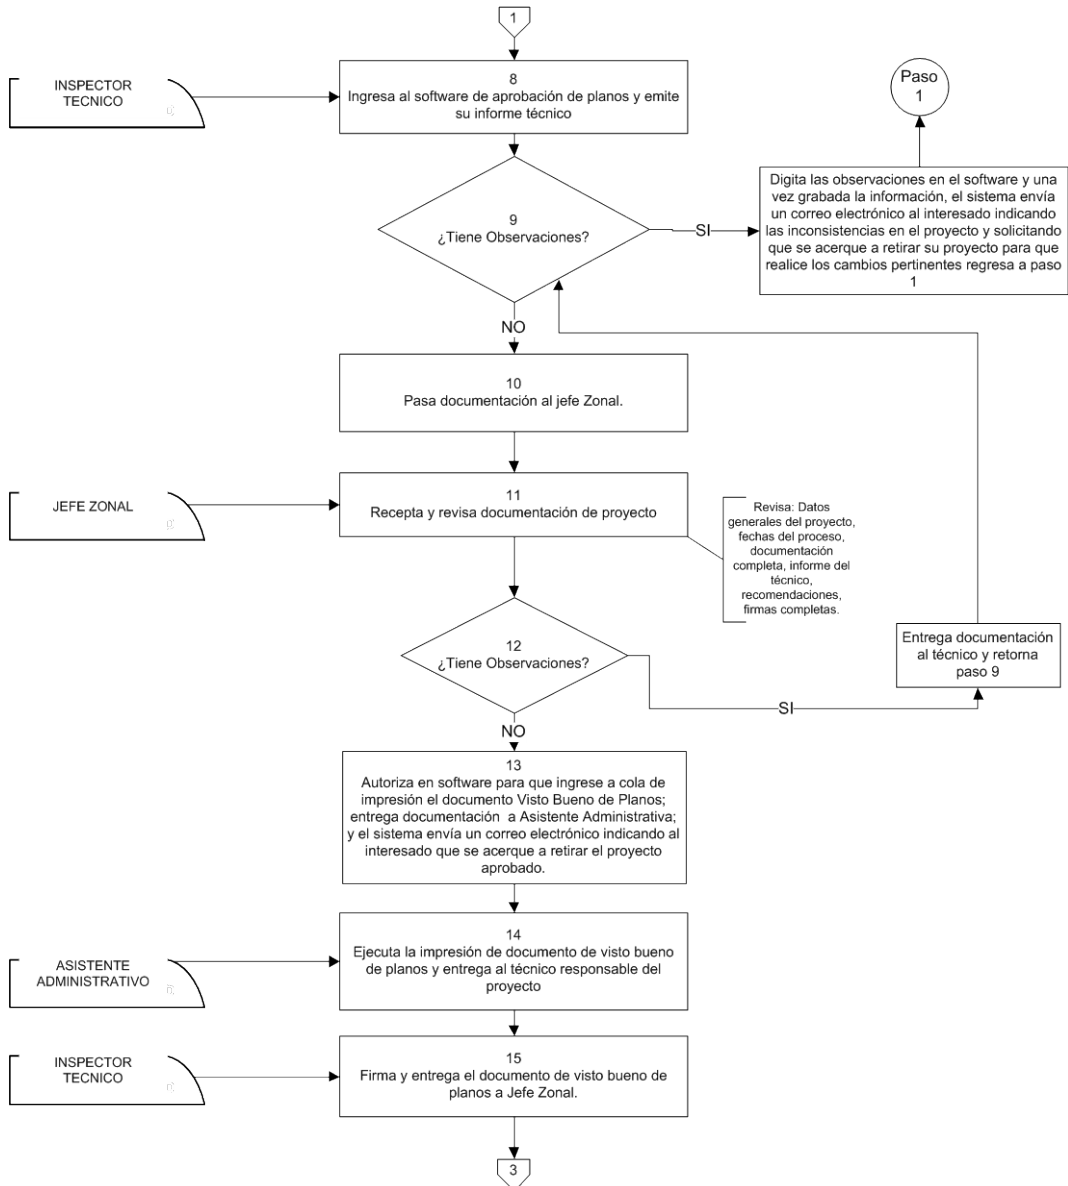 1
INSPECTOR
TECNICO
8
Ingresa al software de aprobación de planos y emite
su informe técnico
Paso
1
9
¿Tiene Observaciones?
SI
Digita las observaciones en el software y una
vez grabada la información, el sistema envía
un correo electrónico al interesado indicando
las inconsistencias en el proyecto y solicitando
que se acerque a retirar su proyecto para que
realice los cambios pertinentes regresa a paso
1
NO
10
Pasa documentación al jefe Zonal.
JEFE ZONAL
11
Recepta y revisa documentación de proyecto
Revisa: Datos
generales del proyecto,
fechas del proceso,
documentación
completa, informe del
técnico,
recomendaciones,
firmas completas.
12
¿Tiene Observaciones?
Entrega documentación
al técnico y retorna
paso 9
SI
NO
13
Autoriza en software para que ingrese a cola de
impresión el documento Visto Bueno de Planos;
entrega documentación a Asistente Administrativa;
y el sistema envía un correo electrónico indicando al
interesado que se acerque a retirar el proyecto
aprobado.
ASISTENTE
ADMINISTRATIVO
14
Ejecuta la impresión de documento de visto bueno
de planos y entrega al técnico responsable del
proyecto
INSPECTOR
TECNICO
15
Firma y entrega el documento de visto bueno de
planos a Jefe Zonal.
3